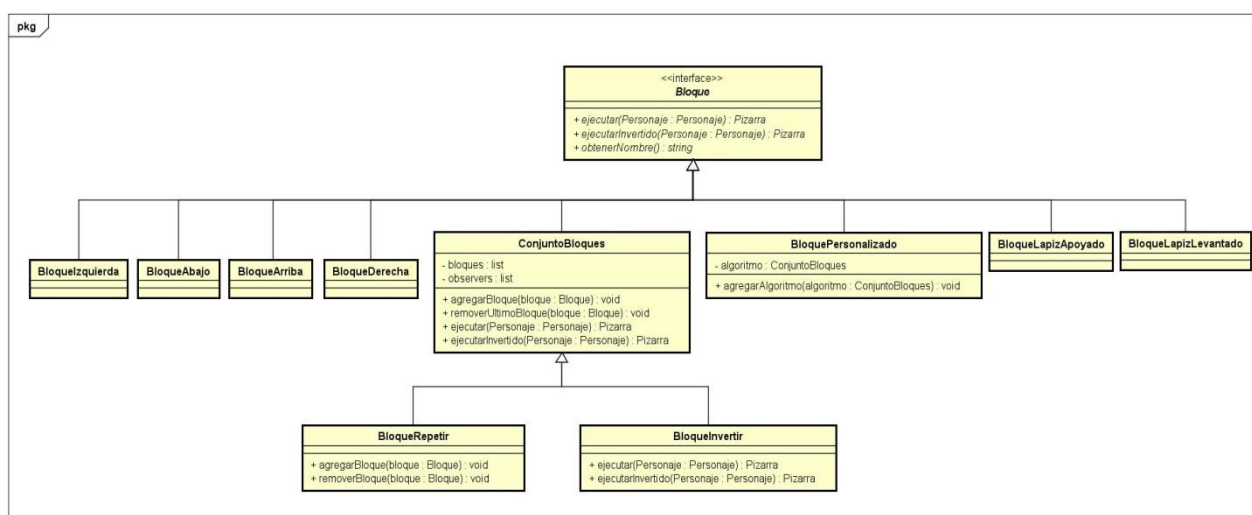 pkg
<<interface>>
Bloque
+ ejecutar(Personaje : Personaje) : Pizarra
+ ejecutarInvertido(Personaje : Personaje) : Pizarra
+ obtenerNombre() : string
BloqueIzquierda
BloqueAbajo
BloqueArriba
BloqueDerecha
ConjuntoBloques
- bloques : list
- observers : list
+ agregarBloque(bloque : Bloque) : void
+ removerUltimoBloque(bloque : Bloque) : void
+ ejecutar(Personaje : Personaje) : Pizarra
+ ejecutarInvertido(Personaje : Personaje) : Pizarra
BloquePersonalizado
- algoritmo : ConjuntoBloques
+ agregarAlgoritmo(algoritmo : ConjuntoBloques) : void
BloqueLapizApoyado
BloqueLapizLevantado
BloqueRepetir
+ agregarBloque(bloque : Bloque) : void
+ removerBloque(bloque : Bloque) : void
BloqueInvertir
+ ejecutar(Personaje : Personaje) : Pizarra
+ ejecutarInvertido(Personaje : Personaje) : Pizarra